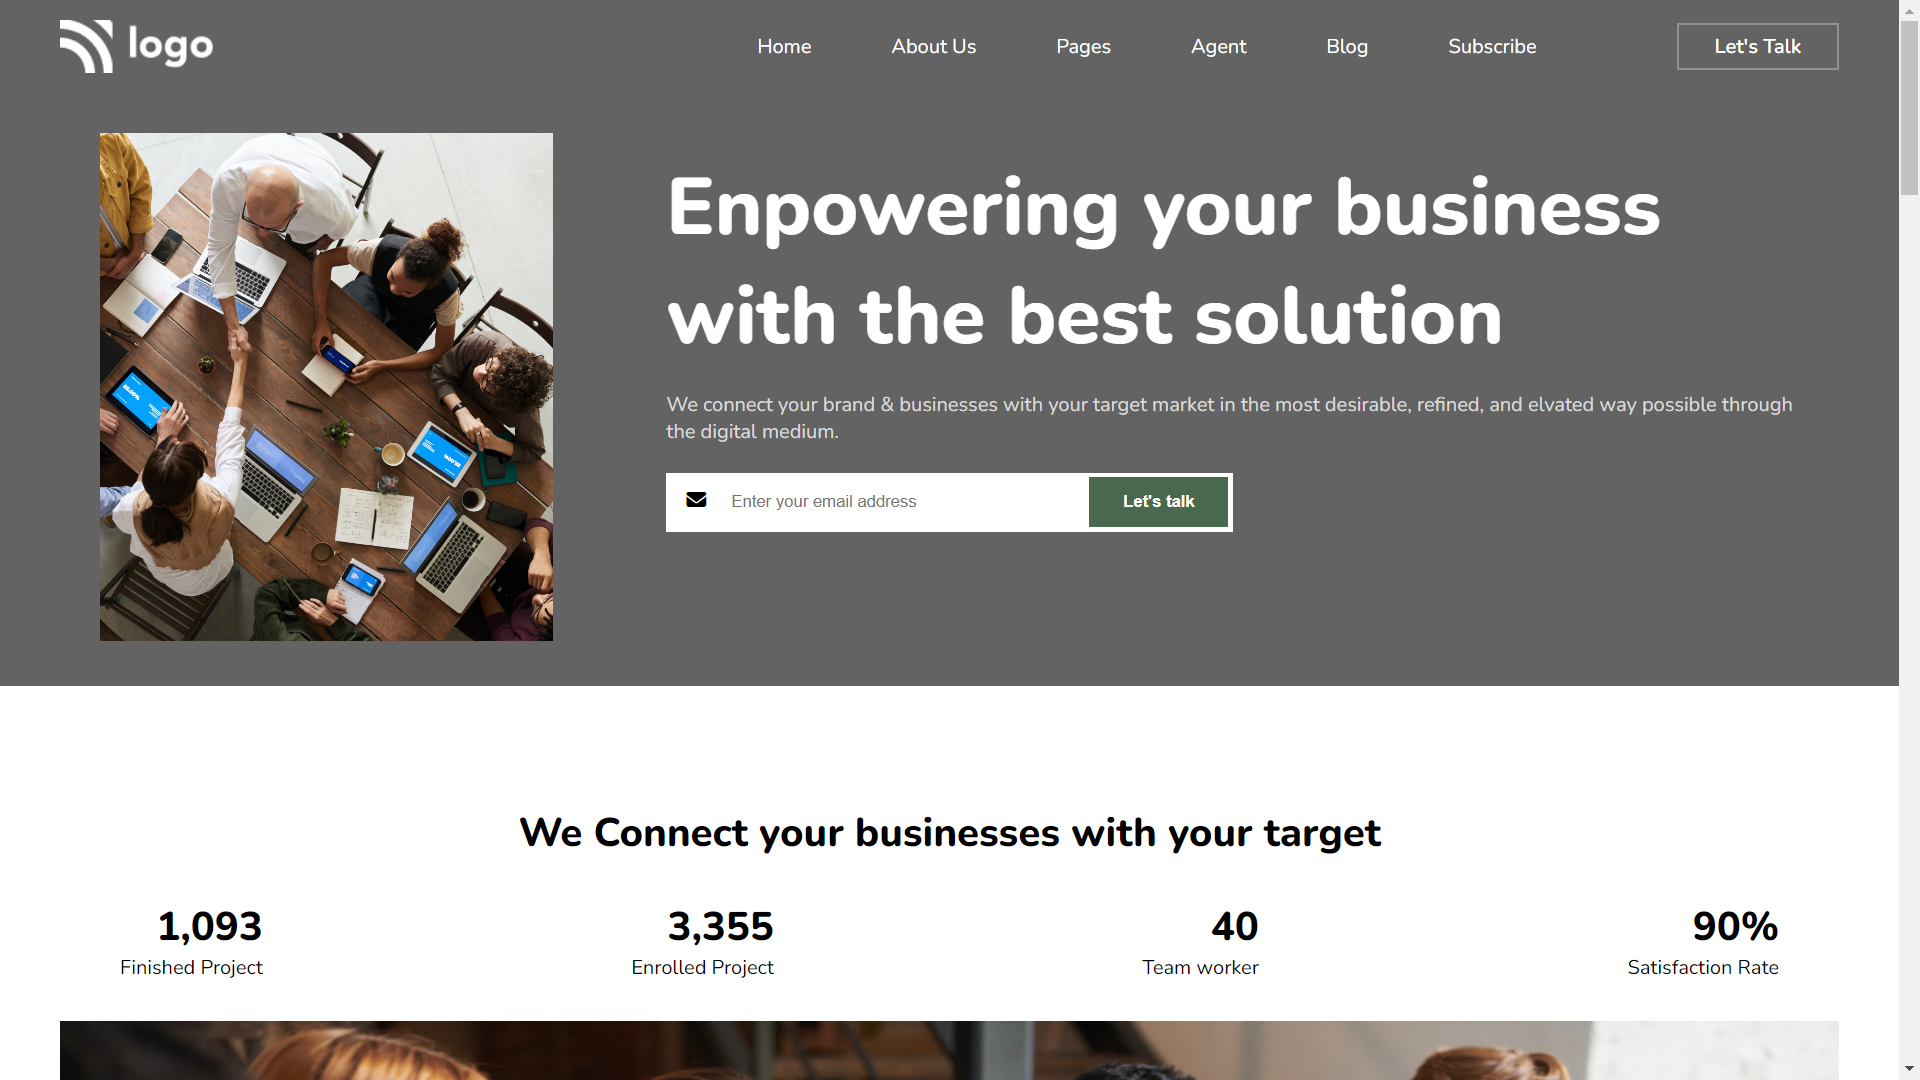 logo
Home About Us Pages Agent Blog Subscribe Let's Talk
Enpowering your business
with the best solution
We connect your brand & businesses with your target market in the most desirable, refined, and elvated way possible through
the digital medium.
Enter your email address Let's talk
We Connect your businesses with your target
1,093 3,355 40 90%
Finished Project Enrolled Project Team worker Satisfaction Rate